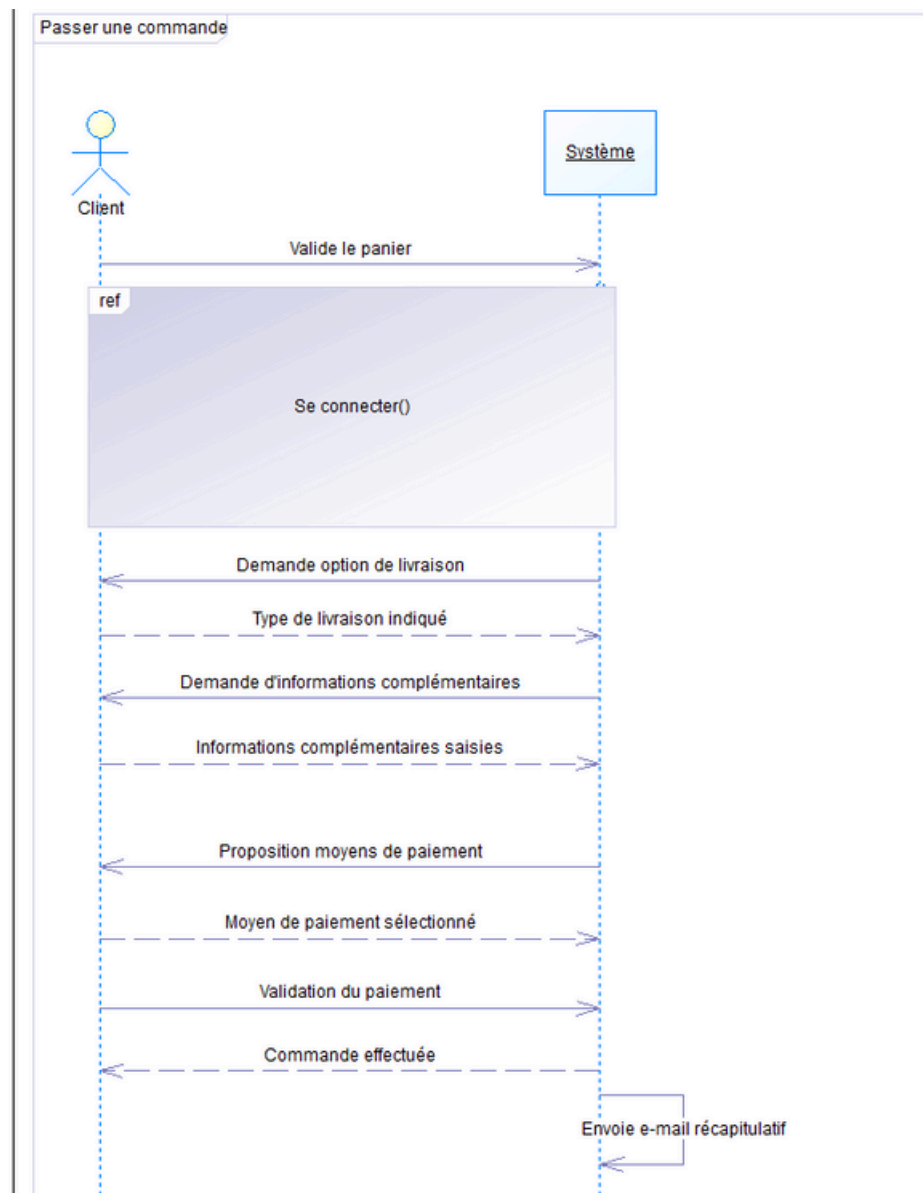 Passer une commande
Système
Client
Valide le panier
ref
Se connecter()
Demande option de livraison
Type de livraison indiqué
Demande d'informations complémentaires
Informations complémentaires saisies
Proposition moyens de paiement
Moyen de paiement sélectionné
Validation du paiement
Commande effectuée
Envoie e-mail récapitulatif